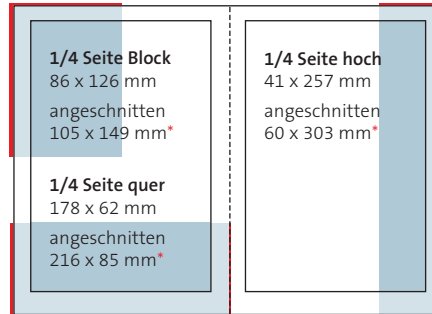 1/4 Seite Block
86 x 126 mm
angeschnitten
105 x 149 mm*
1/4 Seite quer
178 x 62 mm
angeschnitten
216 x 85 mm*
1/4 Seite hoch
41 x 257 mm
angeschnitten
60 x 303 mm*